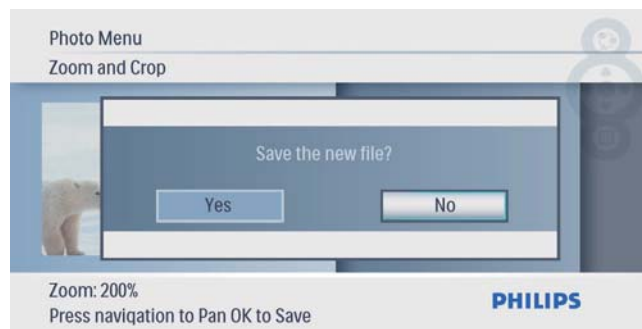 Photo Menu
Zoom and Crop
Save the new file?
Yes
No
Zoom: 200%
Press navigation to Pan OK to Save
PHILIPS